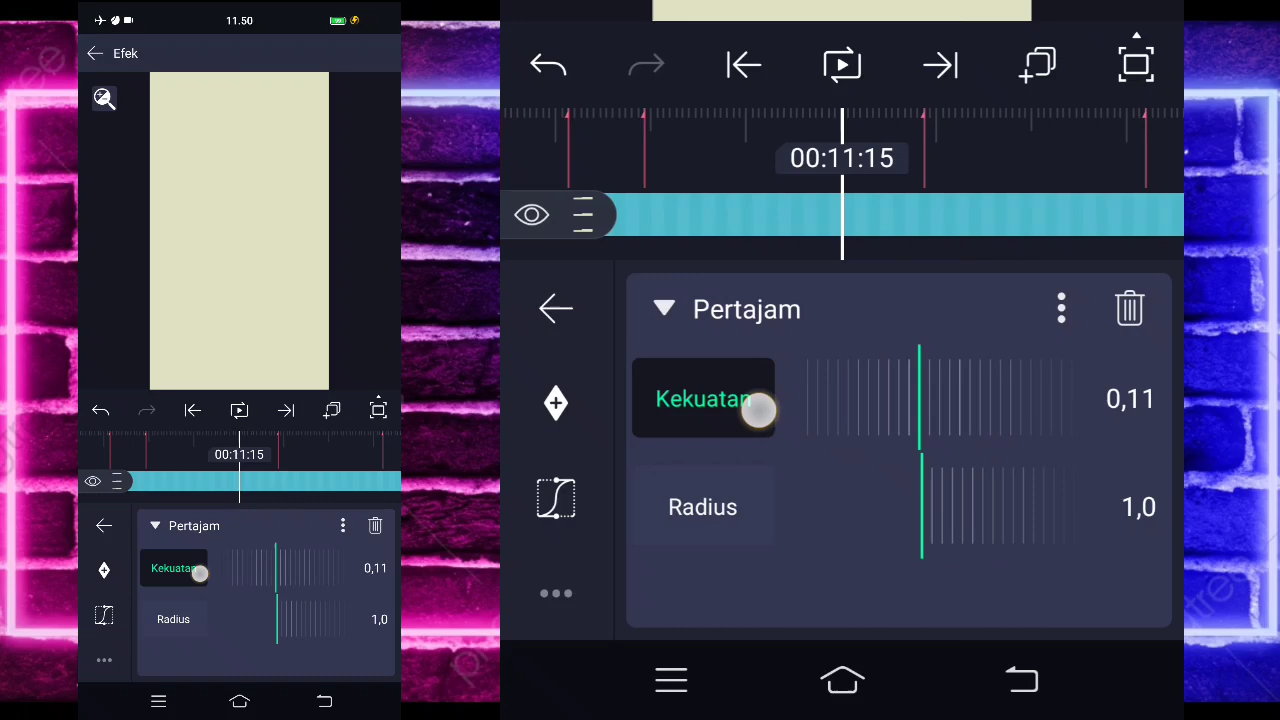 11.50
99
Efek
00:11:15
Pertajam
Kekuatan
0,11
Radius
1,0
00:11:15
Pertajam
Kekuatan
0,11
Radius
1,0